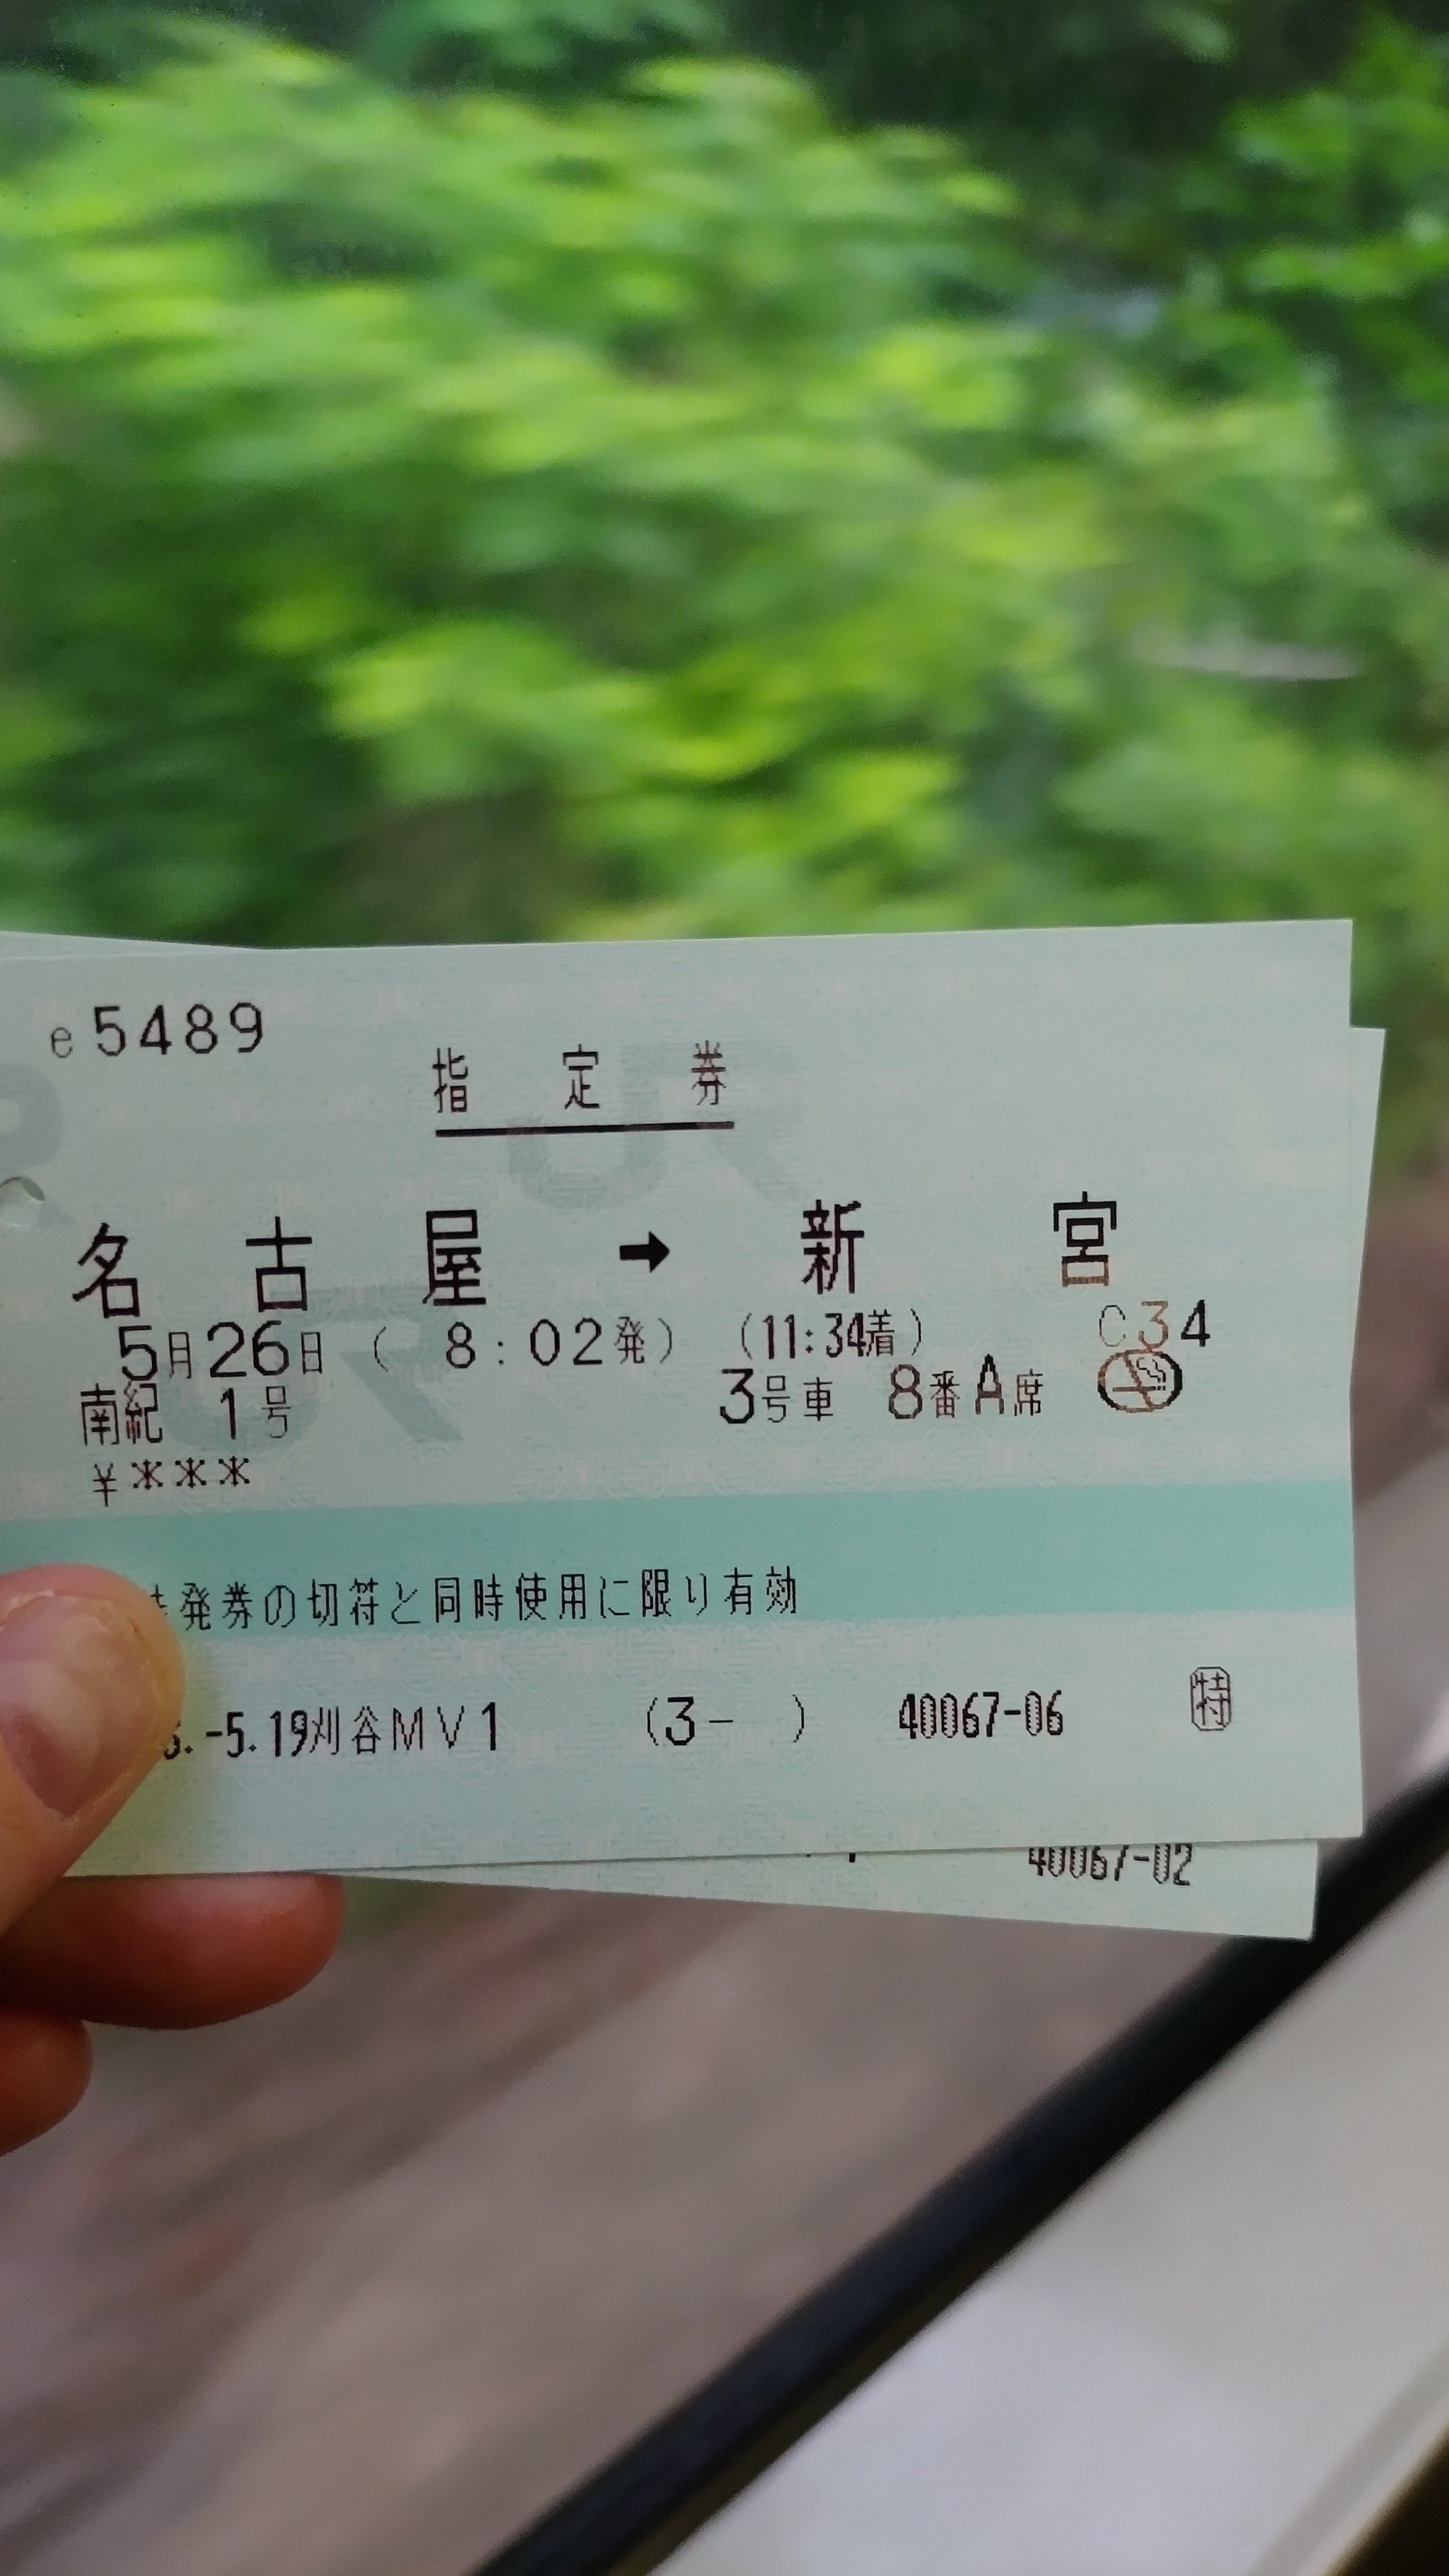 e5489
指定券
名古屋 ➡ 新宮
5月26日 ( 8:02発) (11:34着) C34
南紀 1号 3号車 8番A席
¥***
発券の切符と同時使用に限り有効
.-5.19刈谷MV1 (3- ) 40067-06 特
40067-02